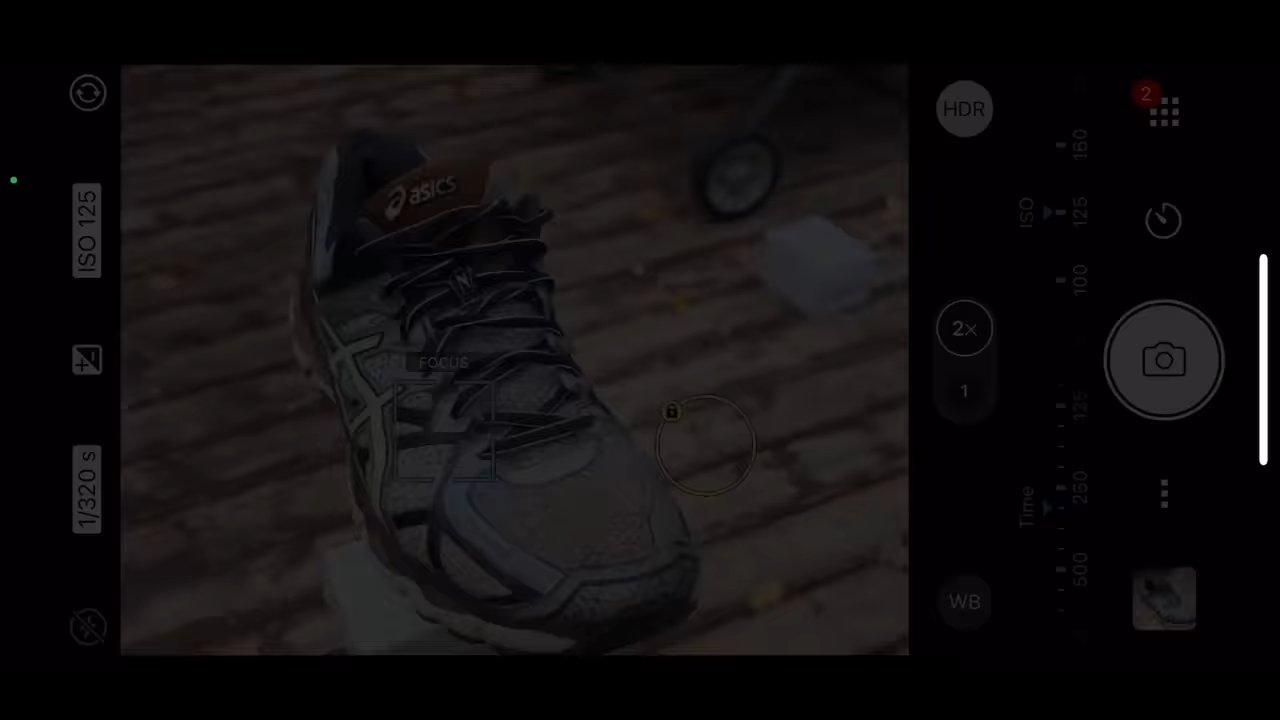 ISO 125
1/320 s
asics
FOCUS
HDR
2×
1
WB
ISO
160
125
100
Time
125
250
500
2